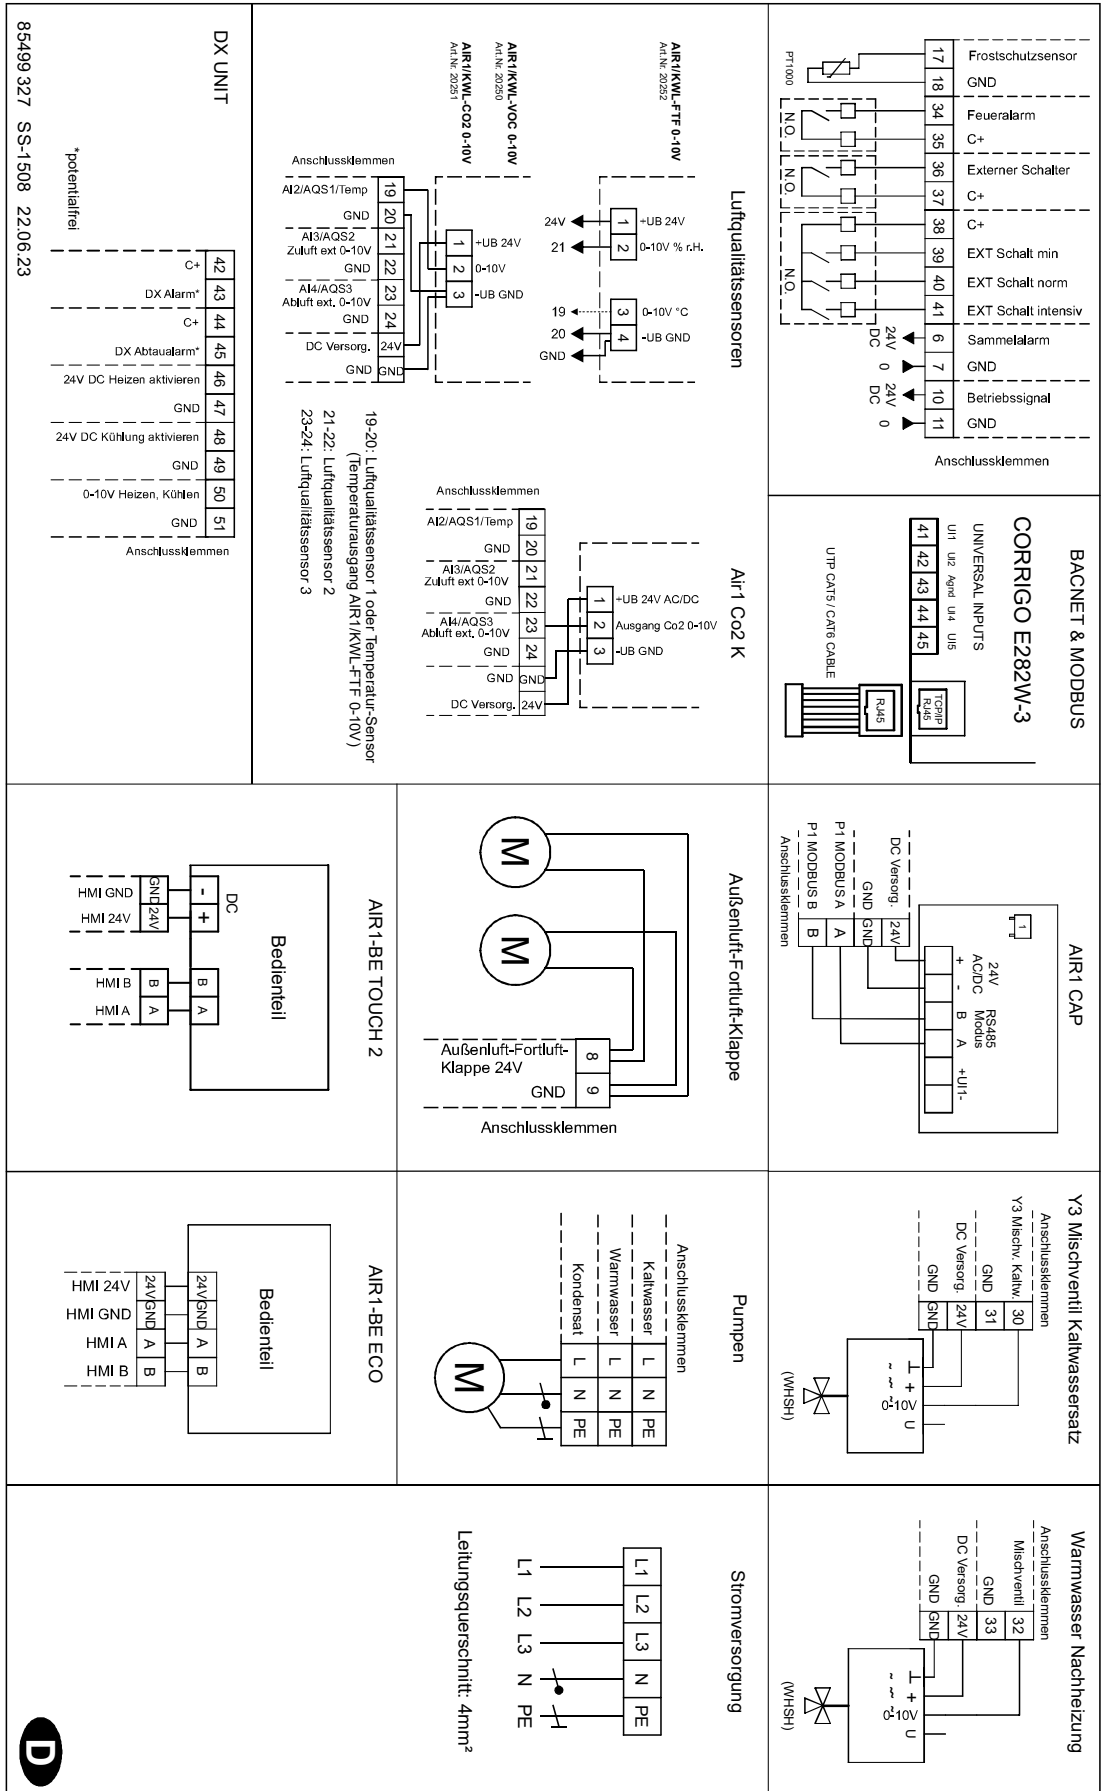 17 Frostschutzsensor
18 GND
PT1000
34 Feueralarm
35 C+
N.O.
36 Externer Schalter
37 C+
N.O.
38 C+
39 EXT Schalt min
40 EXT Schalt norm
41 EXT Schalt intensiv
N.O.
24V DC 6 Sammelalarm
0 7 GND
24V DC 10 Betriebssignal
0 11 GND
Anschlussklemmen
BACNET & MODBUS
CORRIGO E282W-3
UNIVERSAL INPUTS
UI1 UI2 Agnd UI4 UI5
41 42 43 44 45
TCP/IP
RJ45
RJ45
UTP CAT5 / CAT6 CABLE
AIR1 CAP
1
24V
AC/DC
RS485
Modus
+ - B A +UI1-
DC Versorg. 24V
GND GND
P1 MODBUS A A
P1 MODBUS B B
Anschlussklemmen
Y3 Mischventil Kaltwassersatz
Anschlussklemmen
Y3 Mischv. Kaltw. 30
GND 31
DC Versorg. 24V
GND GND
⊥ + 0-10V U
~ ~ ~
(WHSH)
Warmwasser Nachheizung
Anschlussklemmen
Mischventil 32
GND 33
DC Versorg. 24V
GND GND
⊥ + 0-10V U
~ ~ ~
(WHSH)
Luftqualitätssensoren
AIR1/KWL-FTF 0-10V
Art.Nr. 20252
24V 1 +UB 24V
21 2 0-10V % r.H.
19 3 0-10V °C
20 4 -UB GND
GND
AIR1/KWL-VOC 0-10V
Art.Nr. 20250
AIR1/KWL-CO2 0-10V
Art.Nr. 20251
1 +UB 24V
2 0-10V
3 -UB GND
Anschlussklemmen
AI2/AQS1/Temp 19
GND 20
AI3/AQS2
Zuluft ext 0-10V 21
GND 22
AI4/AQS3
Abluft ext. 0-10V 23
GND 24
DC Versorg. 24V
GND GND
19-20: Luftqualitätssensor 1 oder Temperatur-Sensor
(Temperaturausgang AIR1/KWL-FTF 0-10V)
21-22: Luftqualitätssensor 2
23-24: Luftqualitätssensor 3
Air1 Co2 K
1 +UB 24V AC/DC
2 Ausgang Co2 0-10V
3 -UB GND
Anschlussklemmen
AI2/AQS1/Temp 19
GND 20
AI3/AQS2
Zuluft ext 0-10V 21
GND 22
AI4/AQS3
Abluft ext. 0-10V 23
GND 24
GND GND
DC Versorg. 24V
Außenluft-Fortluft-Klappe
M
M
Außenluft-Fortluft-
Klappe 24V 8
GND 9
Anschlussklemmen
Pumpen
Anschlussklemmen
Kaltwasser L N PE
Warmwasser L N PE
Kondensat L N PE
M
Stromversorgung
L1 L2 L3 N PE
L1 L2 L3 N PE
Leitungsquerschnitt: 4mm²
DX UNIT
C+ 42
DX Alarm* 43
C+ 44
DX Abtaualarm* 45
24V DC Heizen aktivieren 46
GND 47
24V DC Kühlung aktivieren 48
GND 49
0-10V Heizen, Kühlen 50
GND 51
Anschlussklemmen
*potentialfrei
85499.327 SS-1508 22.06.23
AIR1-BE TOUCH 2
Bedienteil
DC
- +
B A
HMI GND GND
HMI 24V 24V
HMI B B
HMI A A
AIR1-BE ECO
Bedienteil
24V GND A B
HMI 24V 24V
HMI GND GND
HMI A A
HMI B B
D